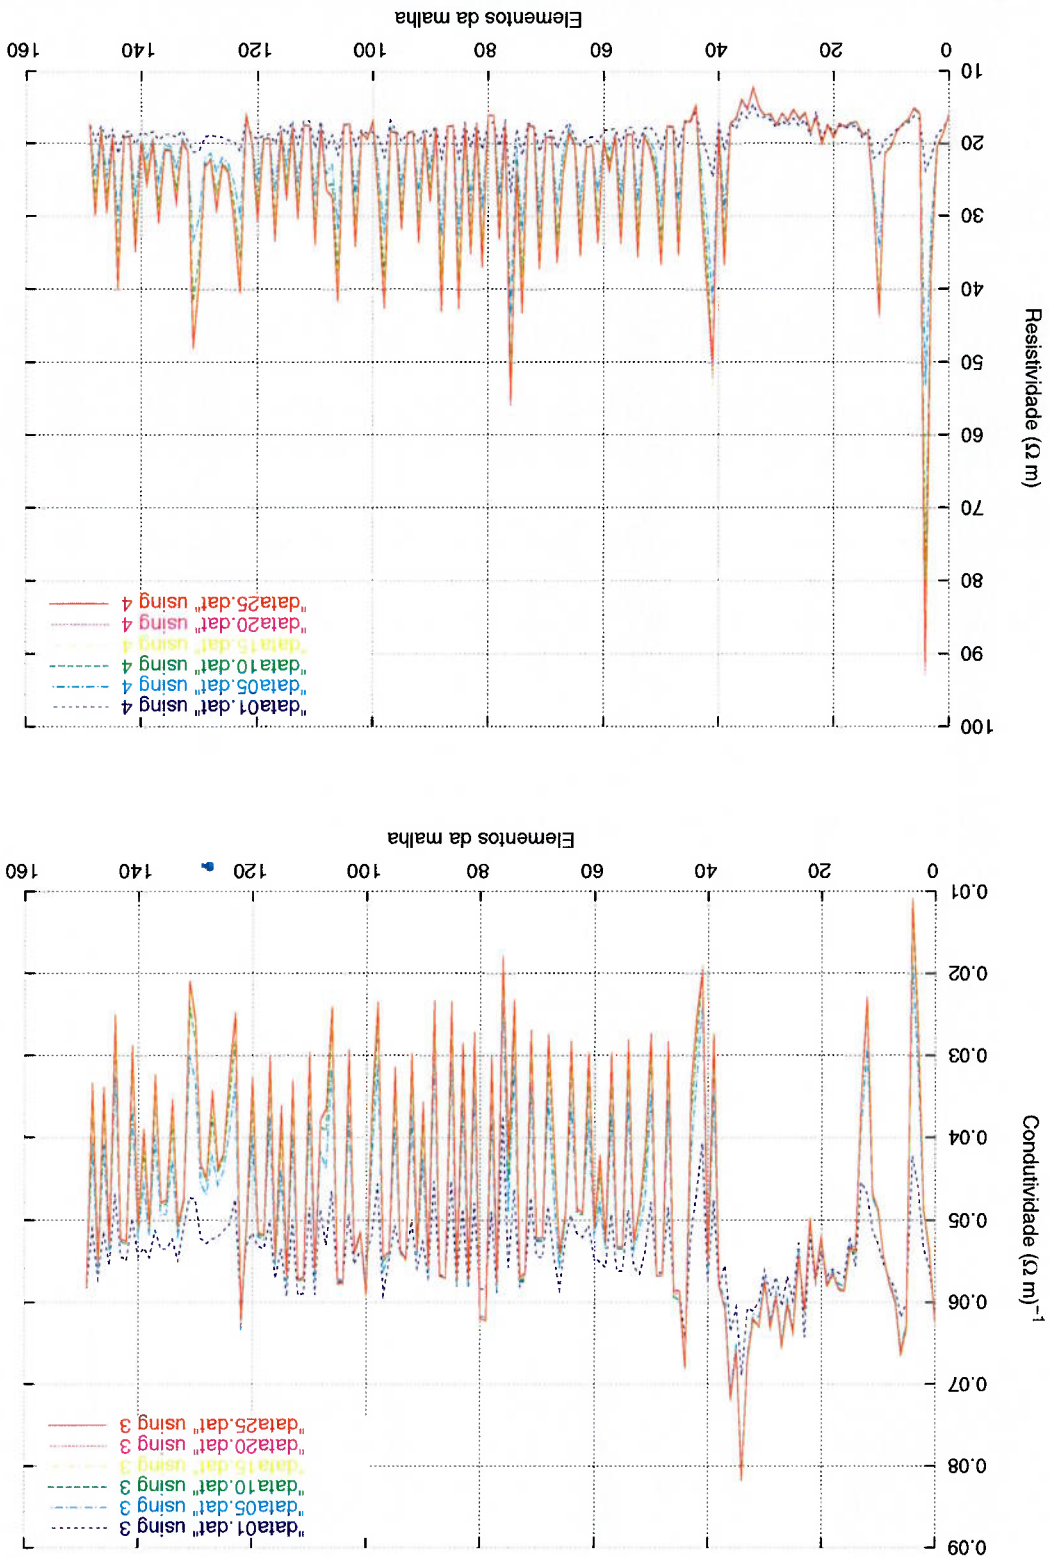 0.09
0.08
0.07
0.06
0.05
0.04
0.03
0.02
0.01
Condutividade (Ω m)⁻¹
"data01.dat" using 3
"data05.dat" using 3
"data10.dat" using 3
"data15.dat" using 3
"data20.dat" using 3
"data25.dat" using 3
0 20 40 60 80 100 120 140 160
Elementos da malha
100
90
80
70
60
50
40
30
20
10
Resistividade (Ω m)
"data01.dat" using 4
"data05.dat" using 4
"data10.dat" using 4
"data15.dat" using 4
"data20.dat" using 4
"data25.dat" using 4
0 20 40 60 80 100 120 140 160
Elementos da malha